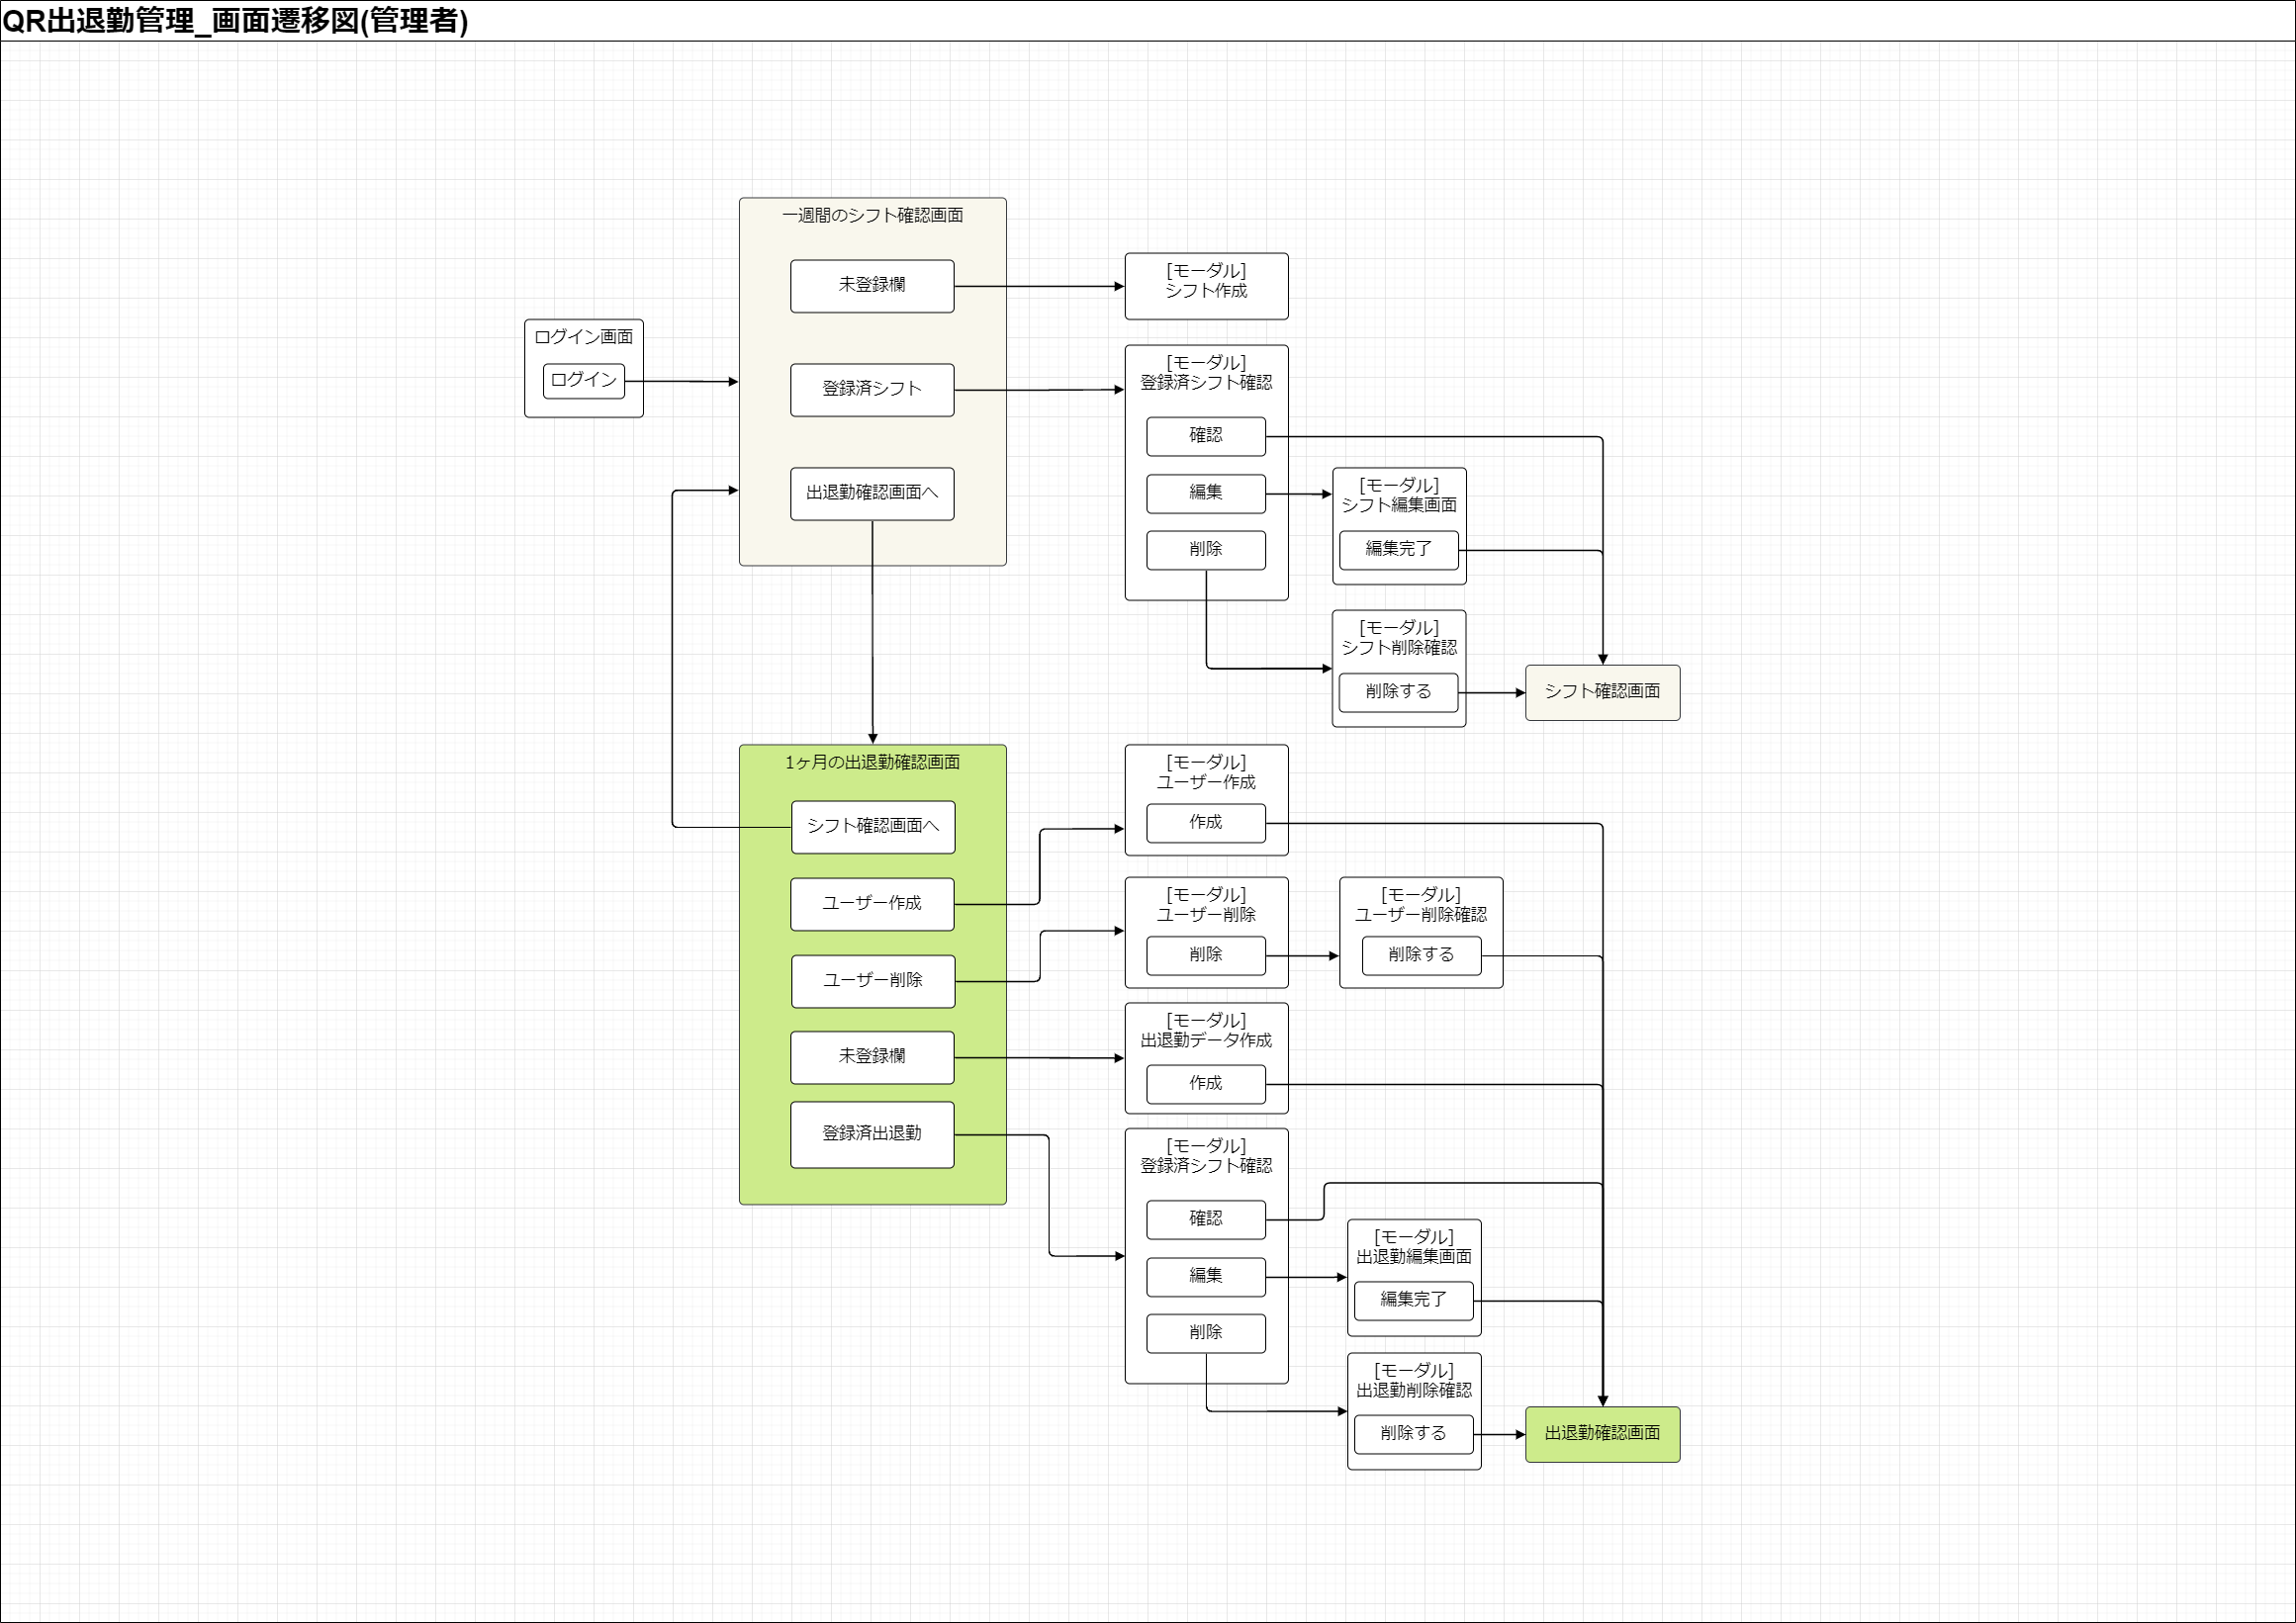 QR出退勤管理_画面遷移図(管理者)
一週間のシフト確認画面
未登録欄
登録済シフト
出退勤確認画面へ
ログイン画面
ログイン
[モーダル]
シフト作成
[モーダル]
登録済シフト確認
確認
編集
削除
[モーダル]
シフト編集画面
編集完了
[モーダル]
シフト削除確認
削除する
シフト確認画面
1ヶ月の出退勤確認画面
シフト確認画面へ
ユーザー作成
ユーザー削除
未登録欄
登録済出退勤
[モーダル]
ユーザー作成
作成
[モーダル]
ユーザー削除
削除
[モーダル]
ユーザー削除確認
削除する
[モーダル]
出退勤データ作成
作成
[モーダル]
登録済シフト確認
確認
編集
削除
[モーダル]
出退勤編集画面
編集完了
[モーダル]
出退勤削除確認
削除する
出退勤確認画面